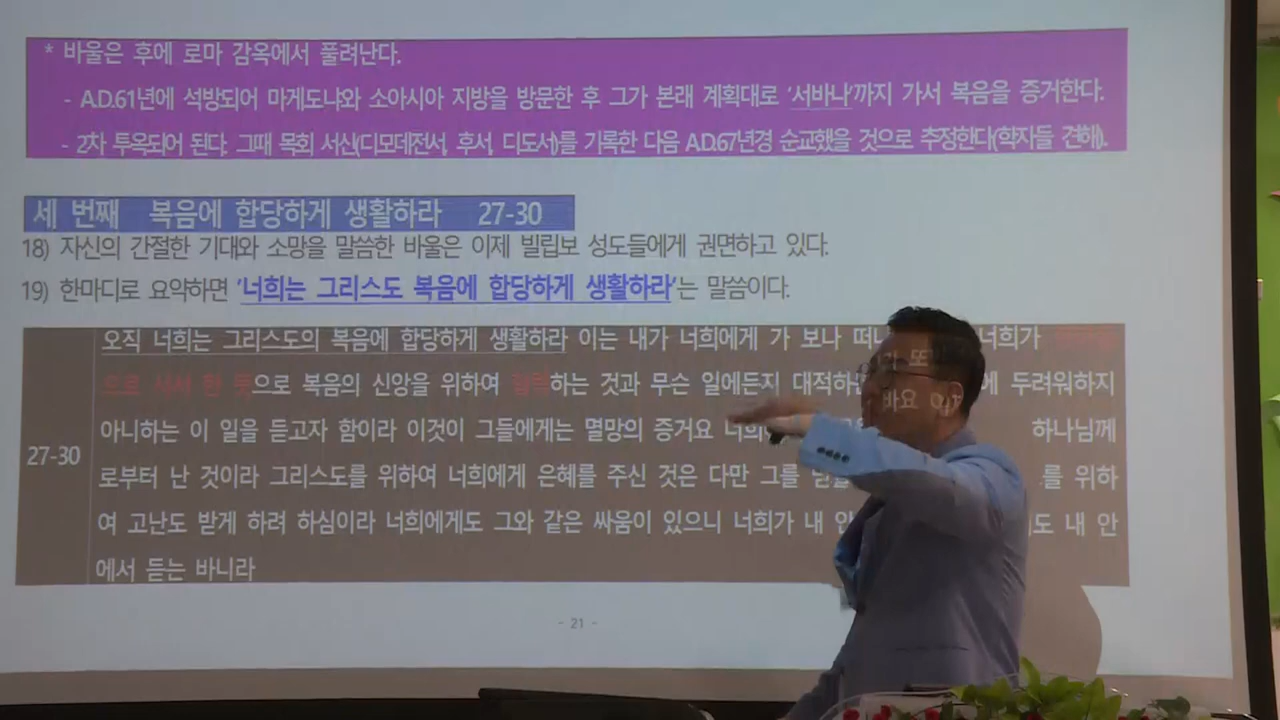 * 바울은 후에 로마 감옥에서 풀려난다.
- A.D.61년에 석방되어 마게도냐와 소아시아 지방을 방문한 후 그가 본래 계획대로 '서바나'까지 가서 복음을 증거한다.
- 2차 투옥되어 된다. 그때 목회 서신(디모데전서, 후서, 디도서)를 기록한 다음 A.D.67년경 순교했을 것으로 추정한다(학자들 견해).
세 번째 복음에 합당하게 생활하라 27-30
18) 자신의 간절한 기대와 소망을 말씀한 바울은 이제 빌립보 성도들에게 권면하고 있다.
19) 한마디로 요약하면 '너희는 그리스도 복음에 합당하게 생활하라'는 말씀이다.
오직 너희는 그리스도의 복음에 합당하게 생활하라 이는 내가 너희에게 가 보나 너희가
으로 서서 한 뜻으로 복음의 신앙을 위하여 협력하는 것과 무슨 일에든지 두려워하지
27-30
아니하는 이 일을 듣고자 함이라 이것이 그들에게는 멸망의 증거요 하나님께
로부터 난 것이라 그리스도를 위하여 너희에게 은혜를 주신 것은 다만 그를 를 위하
여 고난도 받게 하려 하심이라 너희에게도 그와 같은 싸움이 있으니 너희가 내 내 안
에서 듣는 바니라
- 21 -